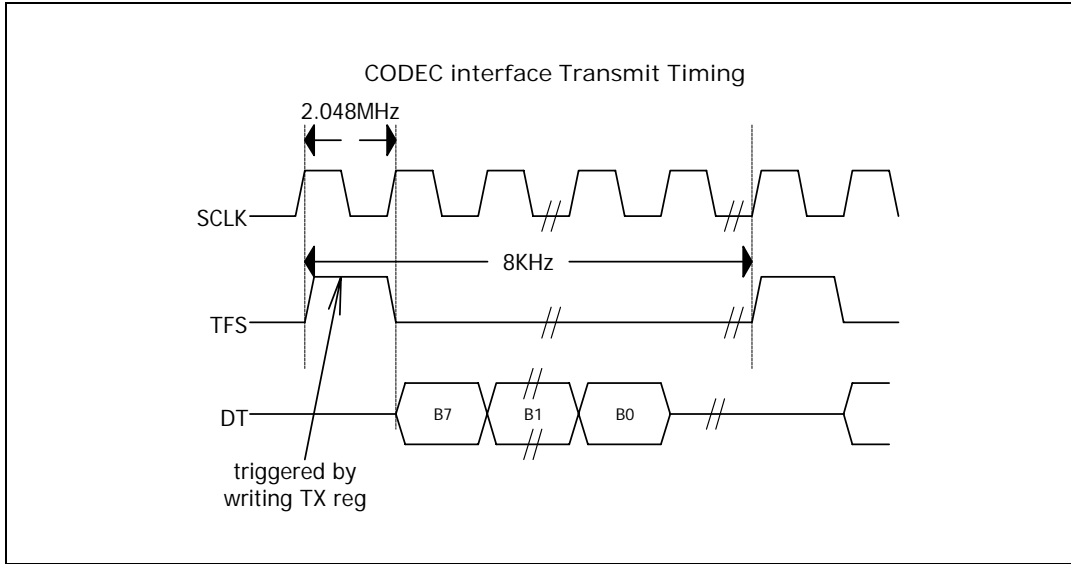 CODEC interface Transmit Timing
2.048MHz
SCLK
8KHz
TFS
DT
B7
B1
B0
triggered by
writing TX reg